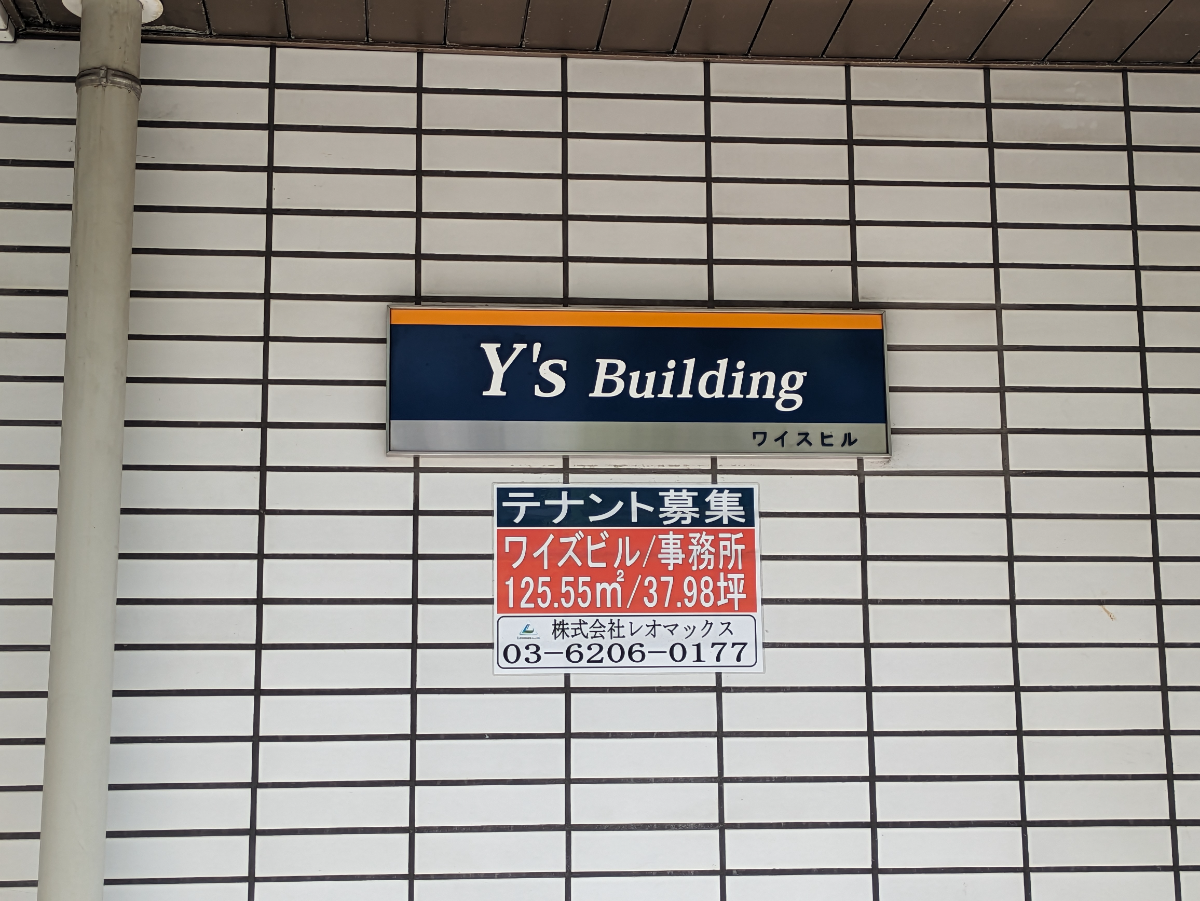 Y's Building
ワイスヒル
テナント募集
ワイズビル/事務所
125.55㎡/37.98坪
株式会社レオマックス
03-6206-0177